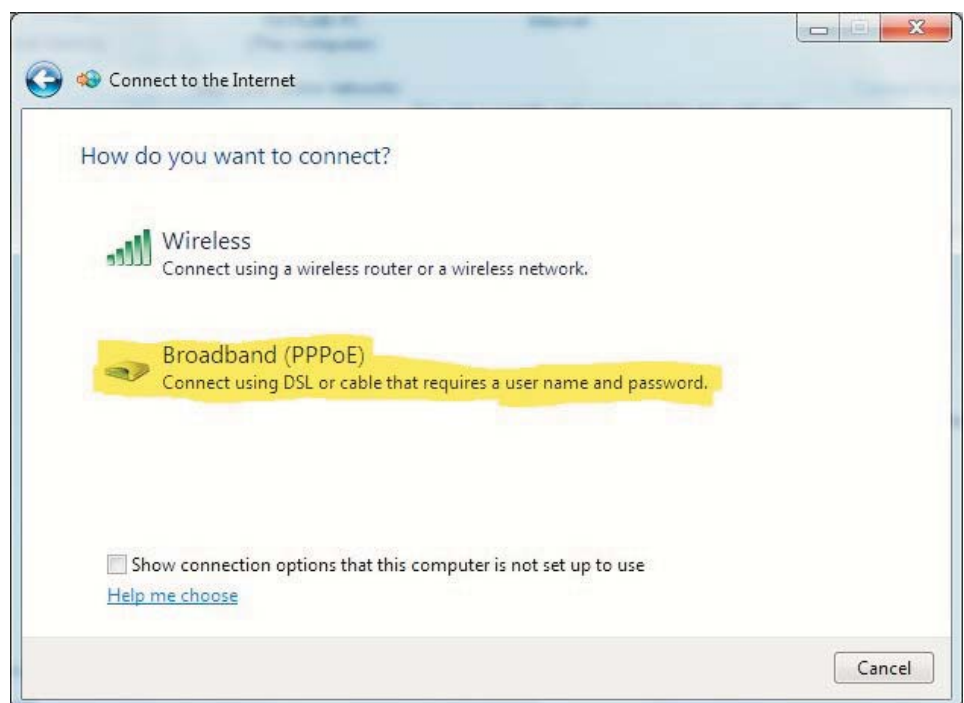 Connect to the Internet
How do you want to connect?
Wireless
Connect using a wireless router or a wireless network.
Broadband (PPPoE)
Connect using DSL or cable that requires a user name and password.
Show connection options that this computer is not set up to use
Help me choose
Cancel